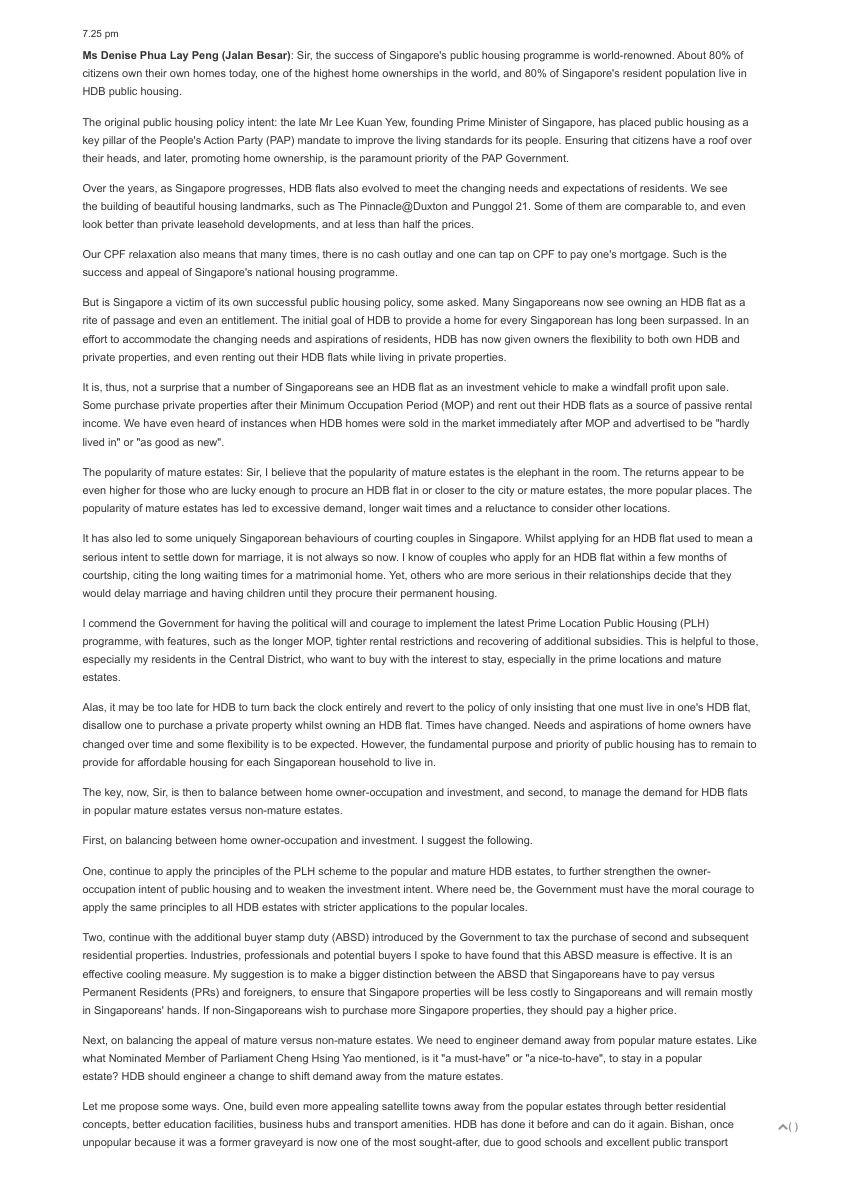 7.25 pm
Ms Denise Phua Lay Peng (Jalan Besar): Sir, the success of Singapore's public housing programme is world-renowned. About 80% of
citizens own their own homes today, one of the highest home ownerships in the world, and 80% of Singapore's resident population live in
HDB public housing.
The original public housing policy intent: the late Mr Lee Kuan Yew, founding Prime Minister of Singapore, has placed public housing as a
key pillar of the People's Action Party (PAP) mandate to improve the living standards for its people. Ensuring that citizens have a roof over
their heads, and later, promoting home ownership, is the paramount priority of the PAP Government.
Over the years, as Singapore progresses, HDB flats also evolved to meet the changing needs and expectations of residents. We see
the building of beautiful housing landmarks, such as The Pinnacle@Duxton and Punggol 21. Some of them are comparable to, and even
look better than private leasehold developments, and at less than half the prices.
Our CPF relaxation also means that many times, there is no cash outlay and one can tap on CPF to pay one's mortgage. Such is the
success and appeal of Singapore's national housing programme.
But is Singapore a victim of its own successful public housing policy, some asked. Many Singaporeans now see owning an HDB flat as a
rite of passage and even an entitlement. The initial goal of HDB to provide a home for every Singaporean has long been surpassed. In an
effort to accommodate the changing needs and aspirations of residents, HDB has now given owners the flexibility to both own HDB and
private properties, and even renting out their HDB flats while living in private properties.
It is, thus, not a surprise that a number of Singaporeans see an HDB flat as an investment vehicle to make a windfall profit upon sale.
Some purchase private properties after their Minimum Occupation Period (MOP) and rent out their HDB flats as a source of passive rental
income. We have even heard of instances when HDB homes were sold in the market immediately after MOP and advertised to be "hardly
lived in" or "as good as new".
The popularity of mature estates: Sir, I believe that the popularity of mature estates is the elephant in the room. The returns appear to be
even higher for those who are lucky enough to procure an HDB flat in or closer to the city or mature estates, the more popular places. The
popularity of mature estates has led to excessive demand, longer wait times and a reluctance to consider other locations.
It has also led to some uniquely Singaporean behaviours of courting couples in Singapore. Whilst applying for an HDB flat used to mean a
serious intent to settle down for marriage, it is not always so now. I know of couples who apply for an HDB flat within a few months of
courtship, citing the long waiting times for a matrimonial home. Yet, others who are more serious in their relationships decide that they
would delay marriage and having children until they procure their permanent housing.
I commend the Government for having the political will and courage to implement the latest Prime Location Public Housing (PLH)
programme, with features, such as the longer MOP, tighter rental restrictions and recovering of additional subsidies. This is helpful to those,
especially my residents in the Central District, who want to buy with the interest to stay, especially in the prime locations and mature
estates.
Alas, it may be too late for HDB to turn back the clock entirely and revert to the policy of only insisting that one must live in one's HDB flat,
disallow one to purchase a private property whilst owning an HDB flat. Times have changed. Needs and aspirations of home owners have
changed over time and some flexibility is to be expected. However, the fundamental purpose and priority of public housing has to remain to
provide for affordable housing for each Singaporean household to live in.
The key, now, Sir, is then to balance between home owner-occupation and investment, and second, to manage the demand for HDB flats
in popular mature estates versus non-mature estates.
First, on balancing between home owner-occupation and investment. I suggest the following.
One, continue to apply the principles of the PLH scheme to the popular and mature HDB estates, to further strengthen the owner-
occupation intent of public housing and to weaken the investment intent. Where need be, the Government must have the moral courage to
apply the same principles to all HDB estates with stricter applications to the popular locales.
Two, continue with the additional buyer stamp duty (ABSD) introduced by the Government to tax the purchase of second and subsequent
residential properties. Industries, professionals and potential buyers I spoke to have found that this ABSD measure is effective. It is an
effective cooling measure. My suggestion is to make a bigger distinction between the ABSD that Singaporeans have to pay versus
Permanent Residents (PRs) and foreigners, to ensure that Singapore properties will be less costly to Singaporeans and will remain mostly
in Singaporeans' hands. If non-Singaporeans wish to purchase more Singapore properties, they should pay a higher price.
Next, on balancing the appeal of mature versus non-mature estates. We need to engineer demand away from popular mature estates. Like
what Nominated Member of Parliament Cheng Hsing Yao mentioned, is it "a must-have" or "a nice-to-have", to stay in a popular
estate? HDB should engineer a change to shift demand away from the mature estates.
Let me propose some ways. One, build even more appealing satellite towns away from the popular estates through better residential
concepts, better education facilities, business hubs and transport amenities. HDB has done it before and can do it again. Bishan, once
unpopular because it was a former graveyard is now one of the most sought-after, due to good schools and excellent public transport
( )